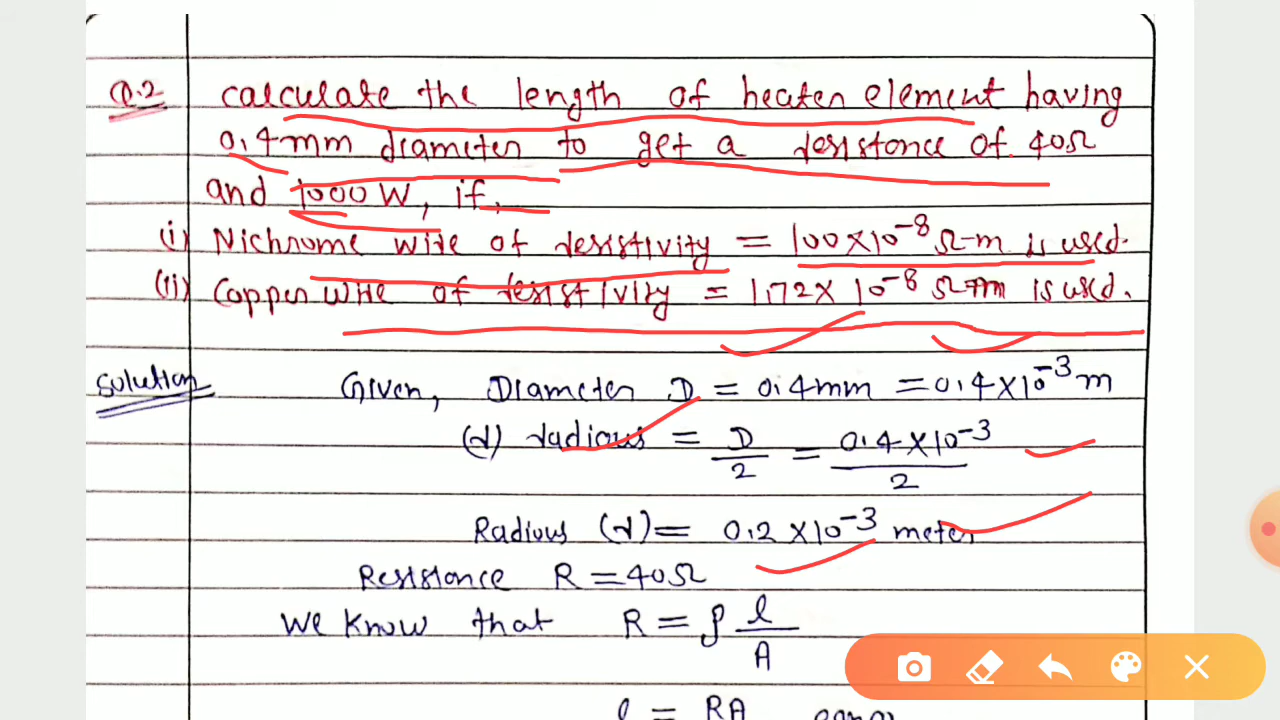 Q.2 calculate the length of heater element having
0.4mm diameter to get a resistance of 40Ω
and 1000W, if,
(i) Nichrome wire of resistivity = 100×10⁻⁸ Ω-m is used.
(ii) Copper wire of resistivity = 1.72× 10⁻⁸ Ω-m is used.
Solution Given, Diameter D = 0.4mm = 0.4×10⁻³ m
(r) radious = D/2 = 0.4×10⁻³/2
Radious (r) = 0.2 ×10⁻³ meter
Resistance R = 40Ω
We know that R = ρ l/A
l = RA